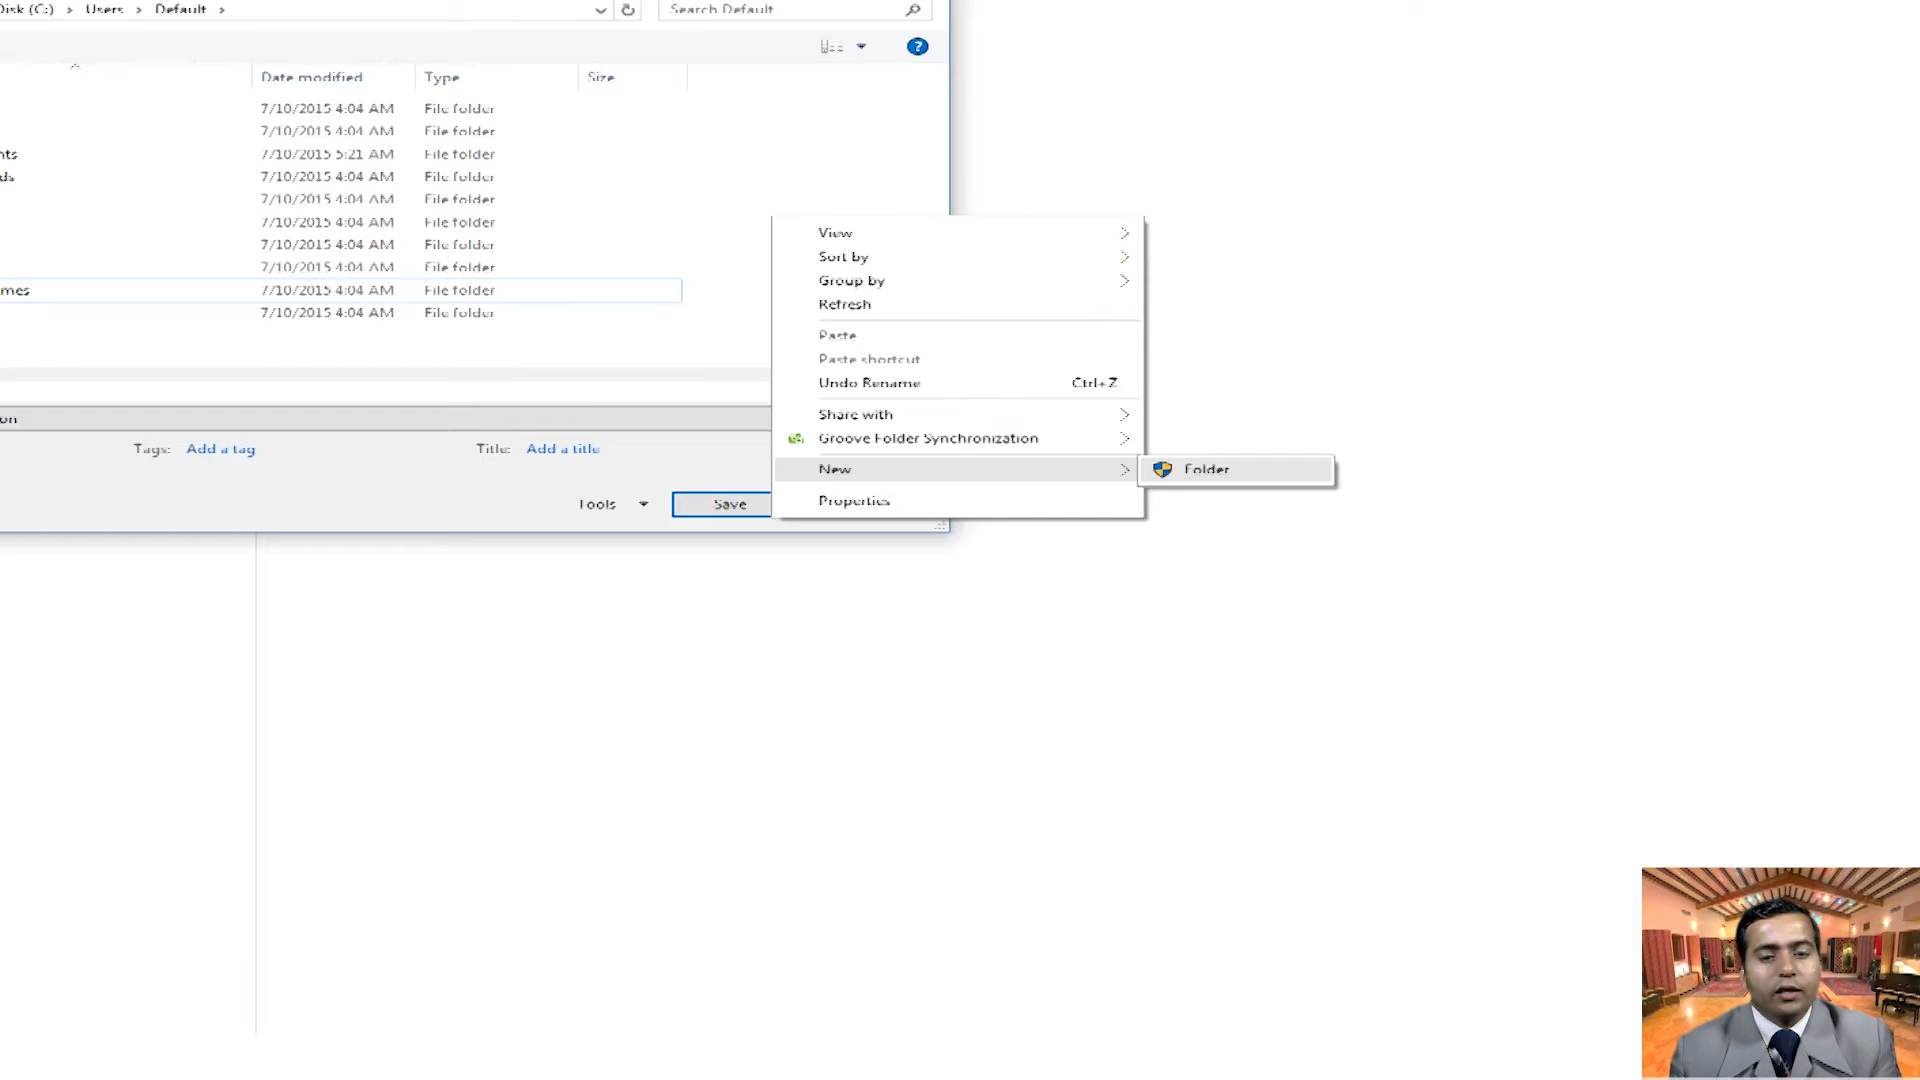 Disk (C:) > Users > Default >
Search Default
Date modified Type Size
7/10/2015 4:04 AM File folder
7/10/2015 4:04 AM File folder
nts 7/10/2015 5:21 AM File folder
ds 7/10/2015 4:04 AM File folder
7/10/2015 4:04 AM File folder
7/10/2015 4:04 AM File folder
7/10/2015 4:04 AM File folder
7/10/2015 4:04 AM File folder
mes 7/10/2015 4:04 AM File folder
7/10/2015 4:04 AM File folder
on
Tags: Add a tag Title: Add a title
Tools Save
View
Sort by
Group by
Refresh
Paste
Paste shortcut
Undo Rename Ctrl+Z
Share with
Groove Folder Synchronization
New
Folder
Properties